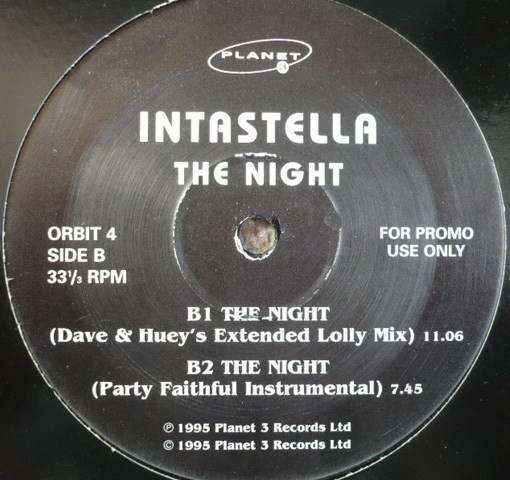 PLANET 3
INTASTELLA
THE NIGHT
ORBIT 4
SIDE B
33⅓ RPM
FOR PROMO
USE ONLY
B1 THE NIGHT
(Dave & Huey's Extended Lolly Mix) 11.06
B2 THE NIGHT
(Party Faithful Instrumental) 7.45
℗ 1995 Planet 3 Records Ltd
© 1995 Planet 3 Records Ltd